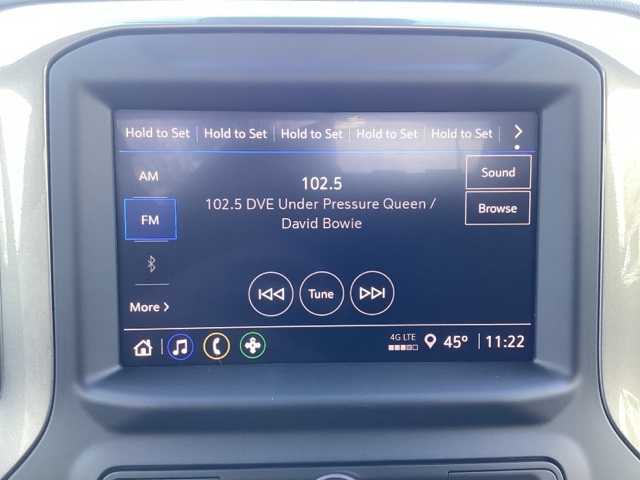 Hold to Set Hold to Set Hold to Set Hold to Set Hold to Set >
AM
Sound
102.5
102.5 DVE Under Pressure Queen /
David Bowie
FM
Browse
More >
Tune
4G LTE
45° 11:22